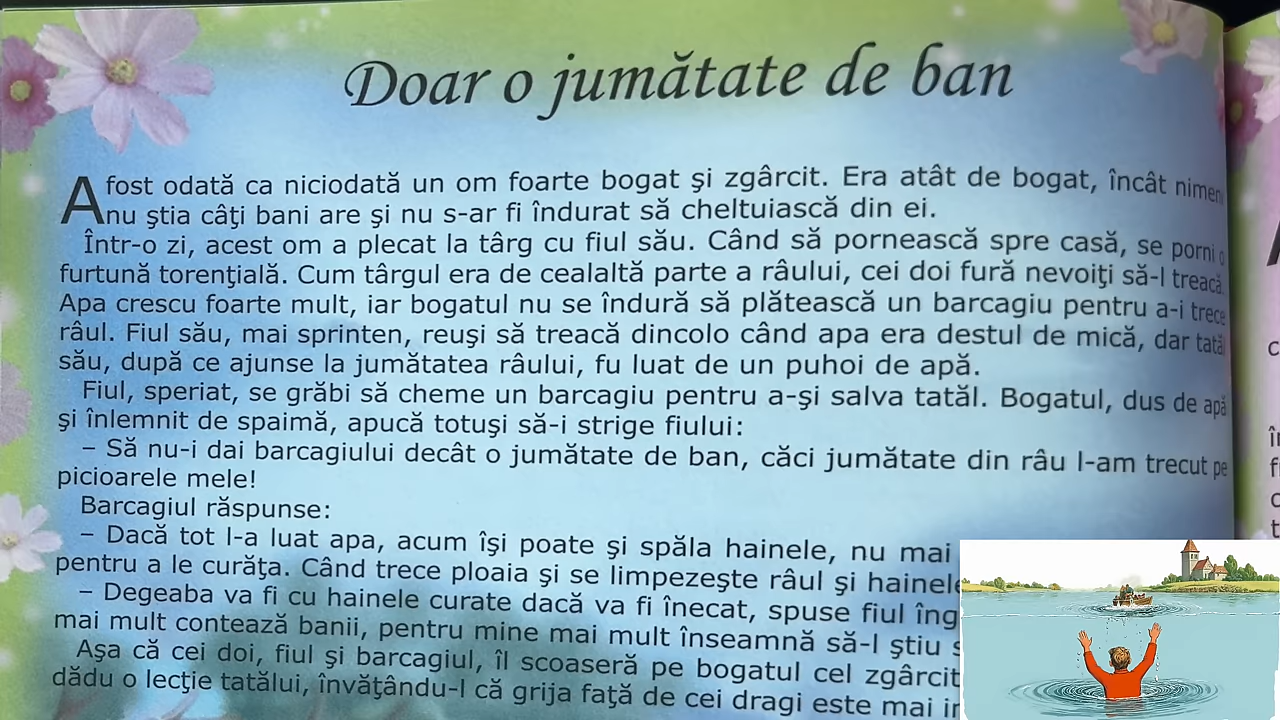 Doar o jumătate de ban
A fost odată ca niciodată un om foarte bogat şi zgârcit. Era atât de bogat, încât
nu ştia câţi bani are şi nu s-ar fi îndurat să cheltuiască din ei.
Într-o zi, acest om a plecat la târg cu fiul său. Când să pornească spre casă, se porni o
furtună torenţială. Cum târgul era de cealaltă parte a râului, cei doi fură nevoiţi să-l treacă.
Apa crescu foarte mult, iar bogatul nu se îndură să plătească un barcagiu pentru a-i trece
râul. Fiul său, mai sprinten, reuşi să treacă dincolo când apa era destul de mică, dar tatăl
său, după ce ajunse la jumătatea râului, fu luat de un puhoi de apă.
Fiul, speriat, se grăbi să cheme un barcagiu pentru a-şi salva tatăl. Bogatul, dus de apă
şi înlemnit de spaimă, apucă totuşi să-i strige fiului:
– Să nu-i dai barcagiului decât o jumătate de ban, căci jumătate din râu l-am trecut pe
picioarele mele!
Barcagiul răspunse:
– Dacă tot l-a luat apa, acum îşi poate şi spăla hainele, nu mai
pentru a le curăţa. Când trece ploaia şi se limpezeşte râul şi hainele
– Degeaba va fi cu hainele curate dacă va fi înecat, spuse fiul
mai mult contează banii, pentru mine mai mult înseamnă să-l ştiu
Aşa că cei doi, fiul şi barcagiul, îl scoaseră pe bogatul cel zgârcit
dădu o lecţie tatălui, învăţându-l că grija faţă de cei dragi este mai